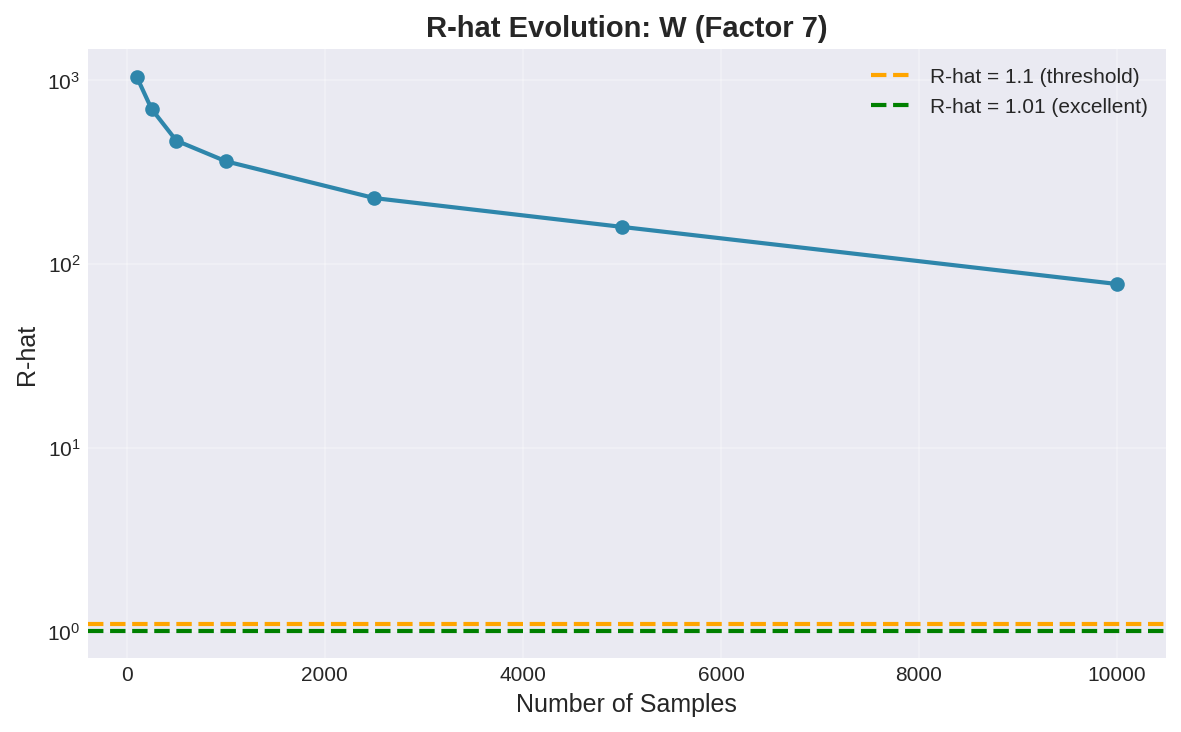 R-hat Evolution: W (Factor 7)
R-hat = 1.1 (threshold)
R-hat = 1.01 (excellent)
10³
10²
10¹
10⁰
R-hat
0 2000 4000 6000 8000 10000
Number of Samples